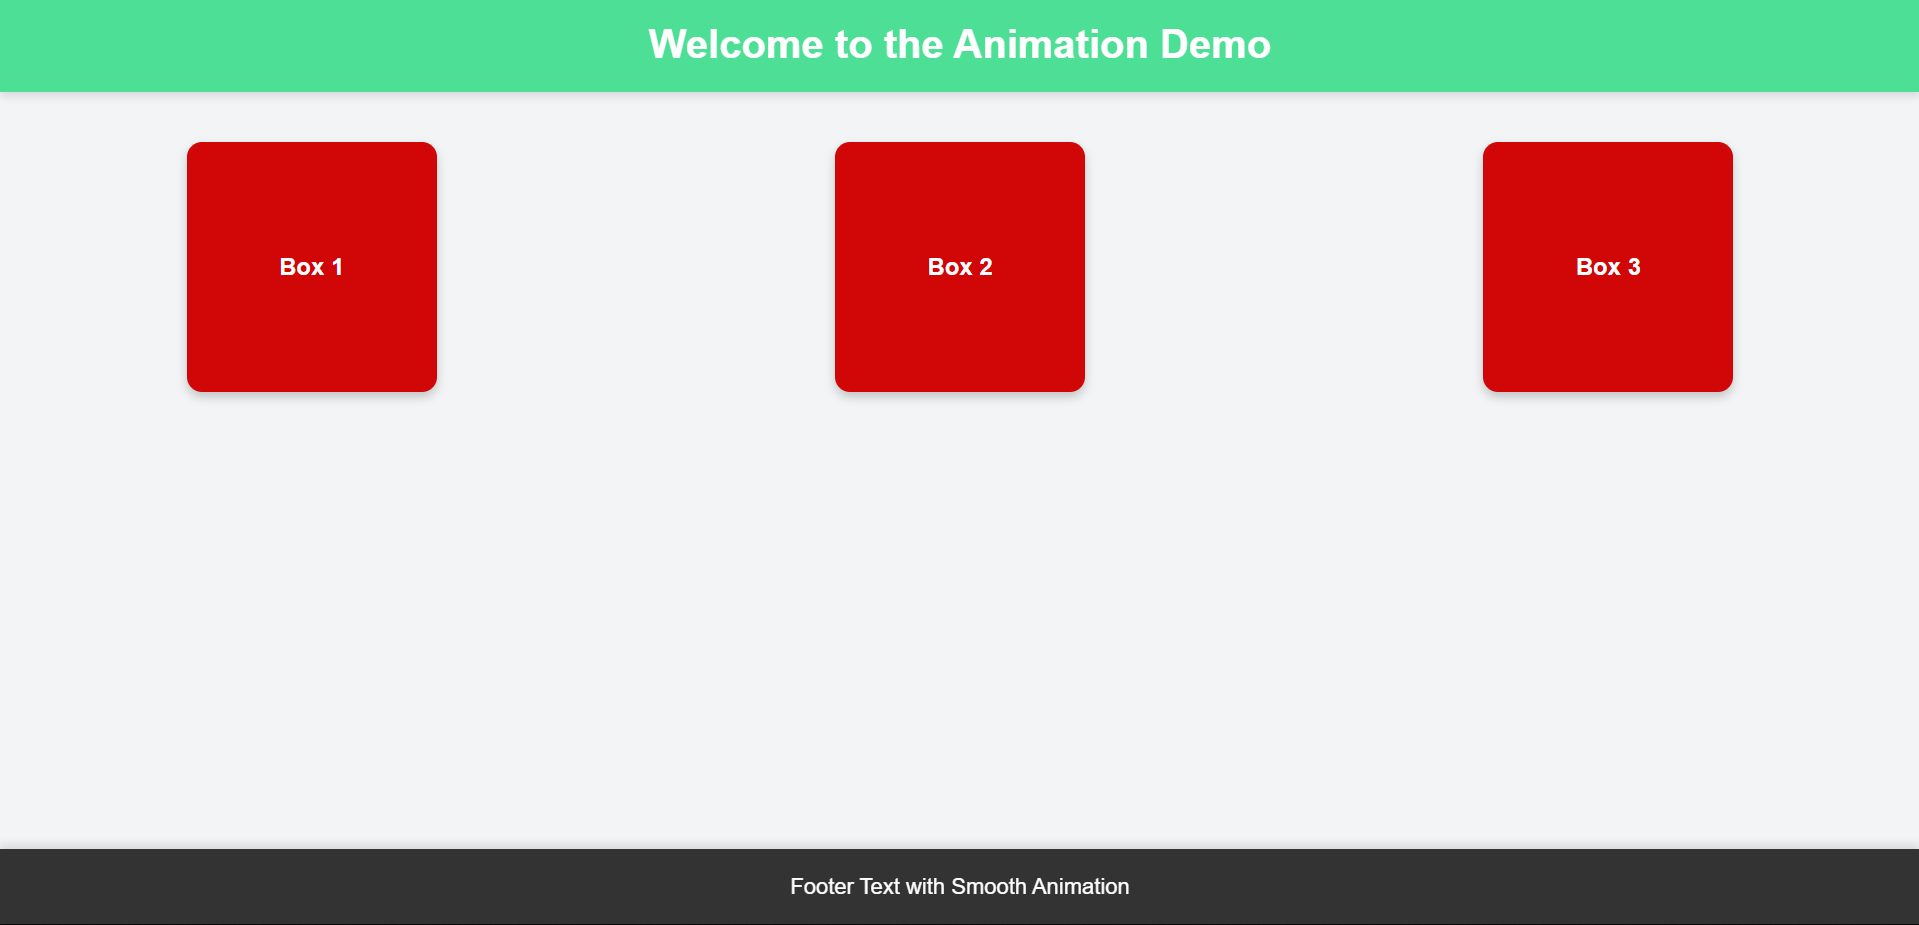 Welcome to the Animation Demo
Box 1
Box 2
Box 3
Footer Text with Smooth Animation